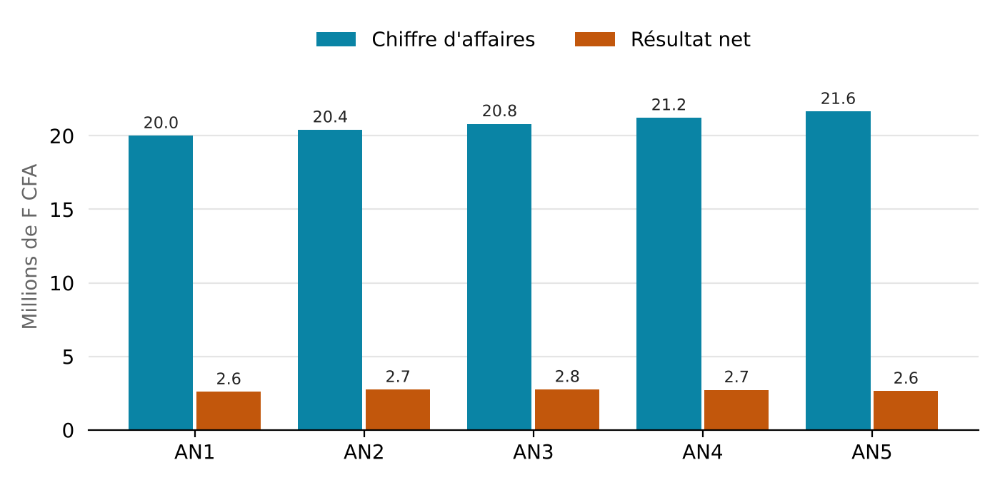 Chiffre d'affaires Résultat net
20.0 20.4 20.8 21.2 21.6
2.6 2.7 2.8 2.7 2.6
Millions de F CFA
20
15
10
5
0
AN1 AN2 AN3 AN4 AN5